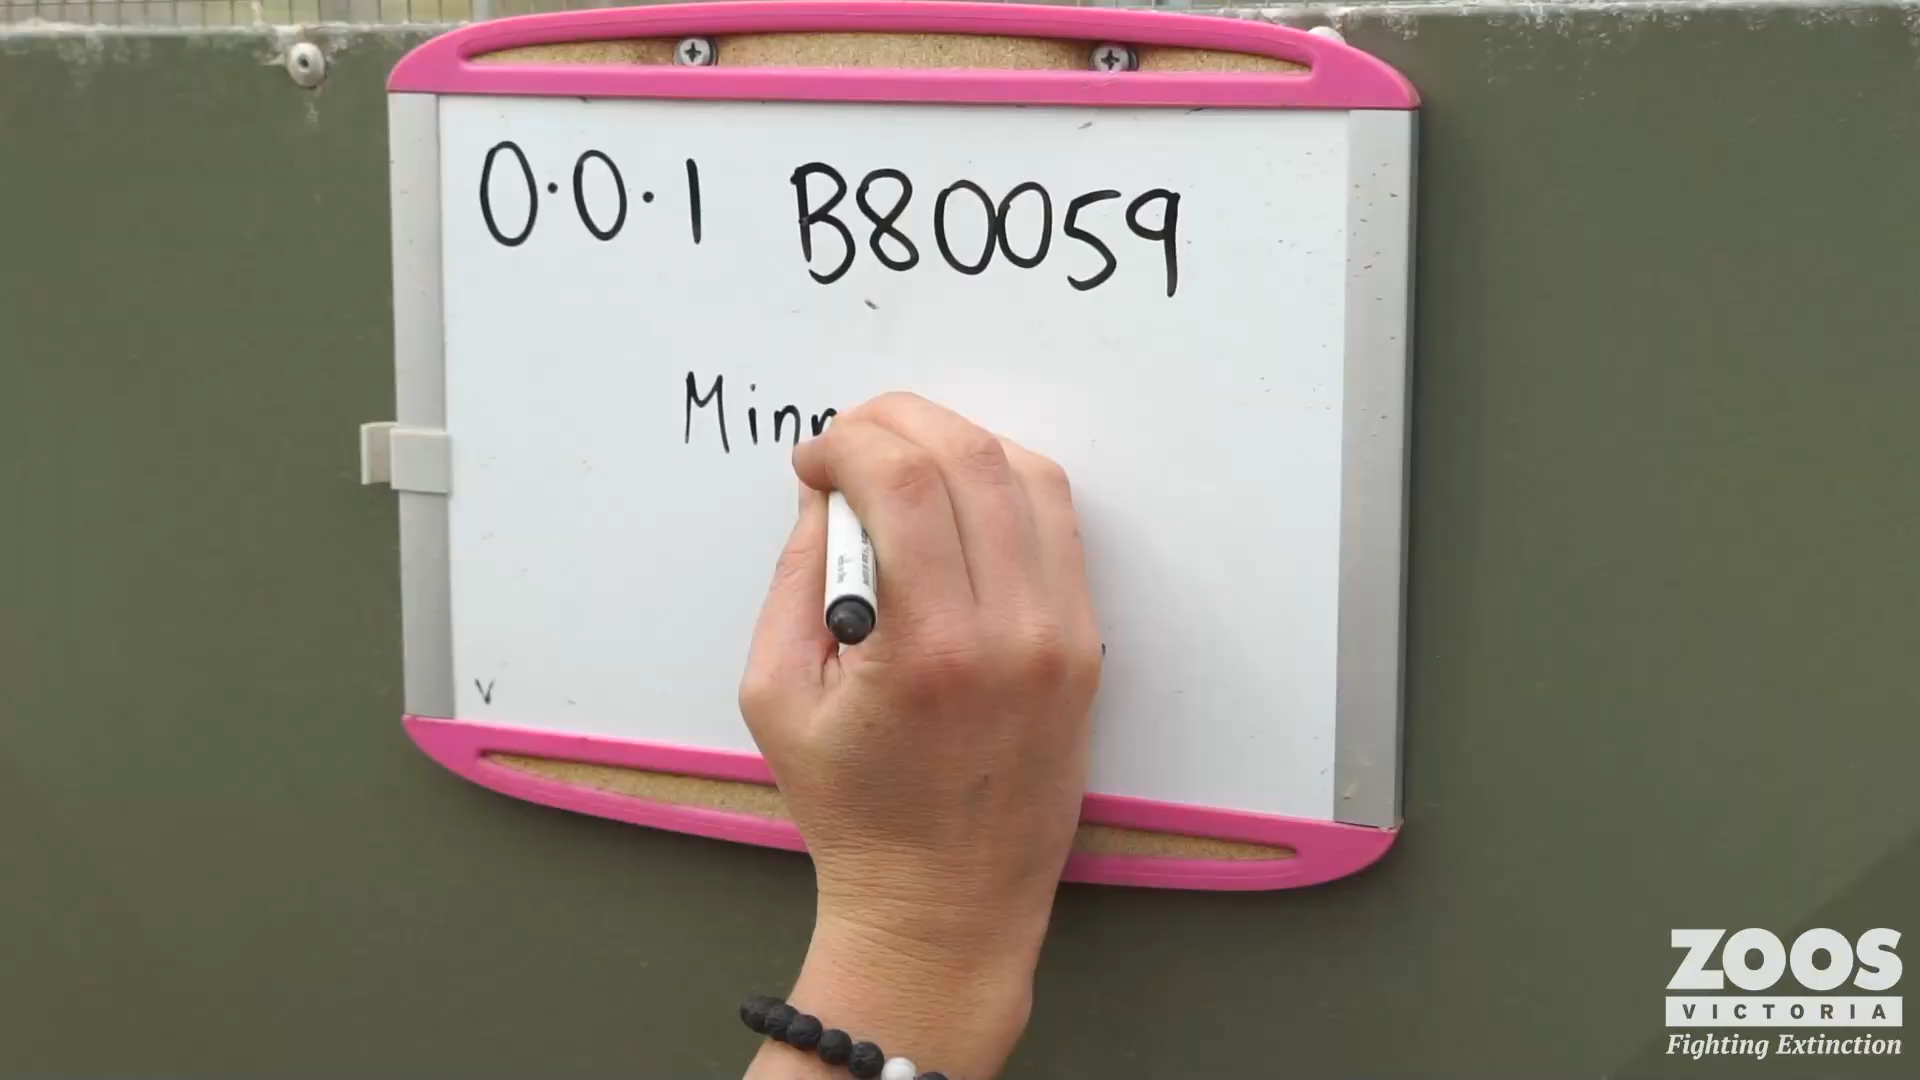 0.0.1 B80059
Minn
v
ZOOS
VICTORIA
Fighting Extinction